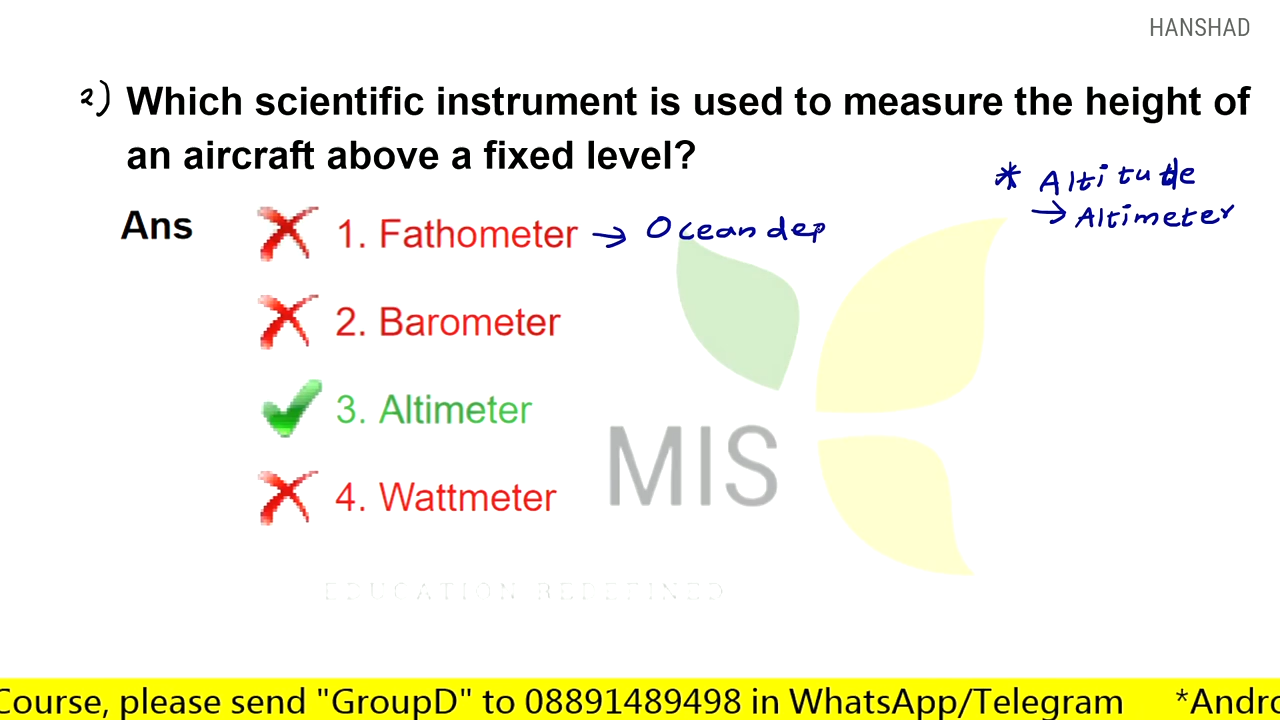 HANSHAD
2) Which scientific instrument is used to measure the height of
an aircraft above a fixed level?
* Altitude
→ Altimeter
Ans
1. Fathometer → Ocean dep
2. Barometer
3. Altimeter
4. Wattmeter
MIS
EDUCATION REDEFINED
Course, please send "GroupD" to 08891489498 in WhatsApp/Telegram *Andro